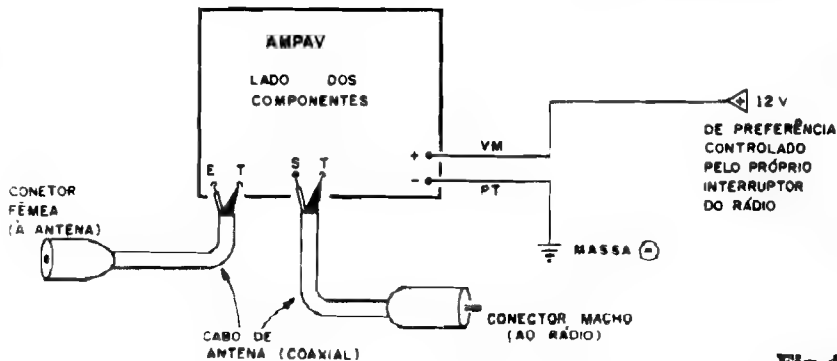 AMPAV
LADO DOS
COMPONENTES
E T
S T
+
-
VM
PT
+ 12 V
DE PREFERÊNCIA
CONTROLADO
PELO PRÓPRIO
INTERRUPTOR
DO RÁDIO
MASSA -
CONETOR
FÊMEA
(À ANTENA)
CABO DE
ANTENA (COAXIAL)
CONECTOR MACHO
(AO RÁDIO)